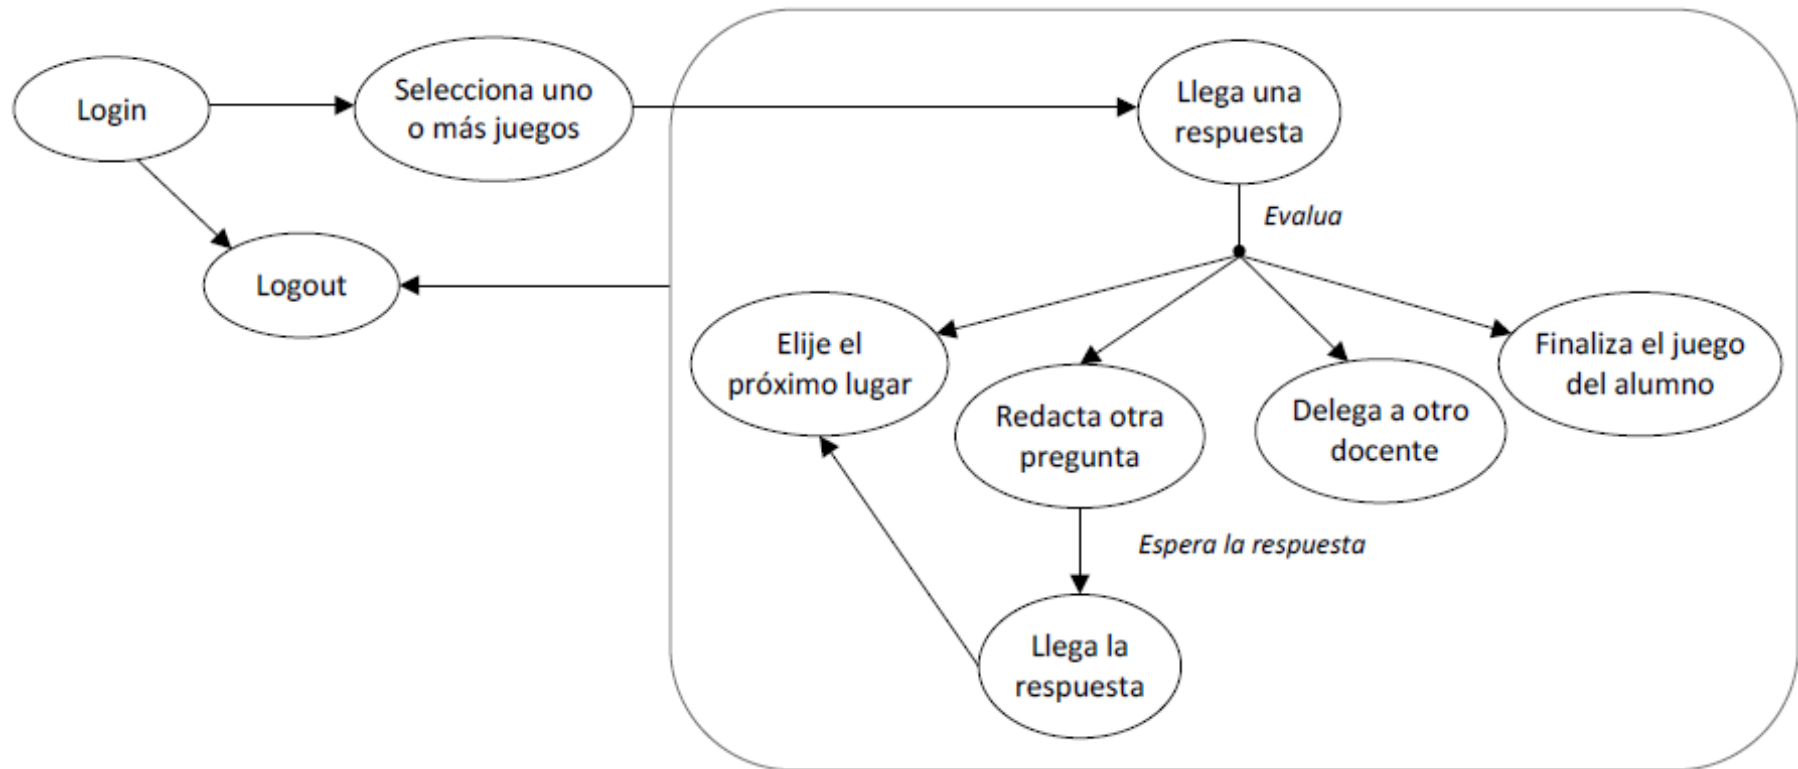 Login
Selecciona uno
o más juegos
Llega una
respuesta
Evalua
Logout
Elije el
próximo lugar
Redacta otra
pregunta
Delega a otro
docente
Finaliza el juego
del alumno
Espera la respuesta
Llega la
respuesta